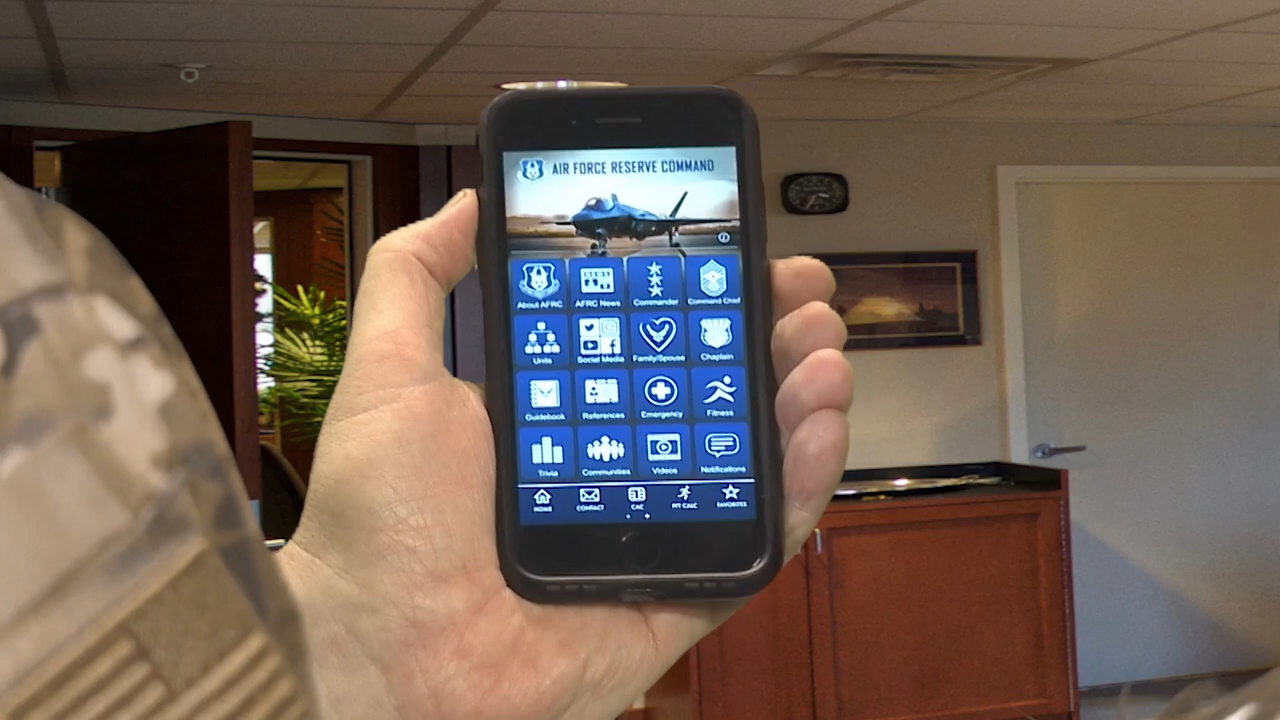 AIR FORCE RESERVE COMMAND
About AFRC
AFRC News
Commander
Command Chief
Units
Social Media
Family/Spouse
Chaplain
Guidebook
References
Emergency
Fitness
Trivia
Communities
Videos
Notifications
HOME
CONTACT
CAC
PFT CALC
FAVORITES